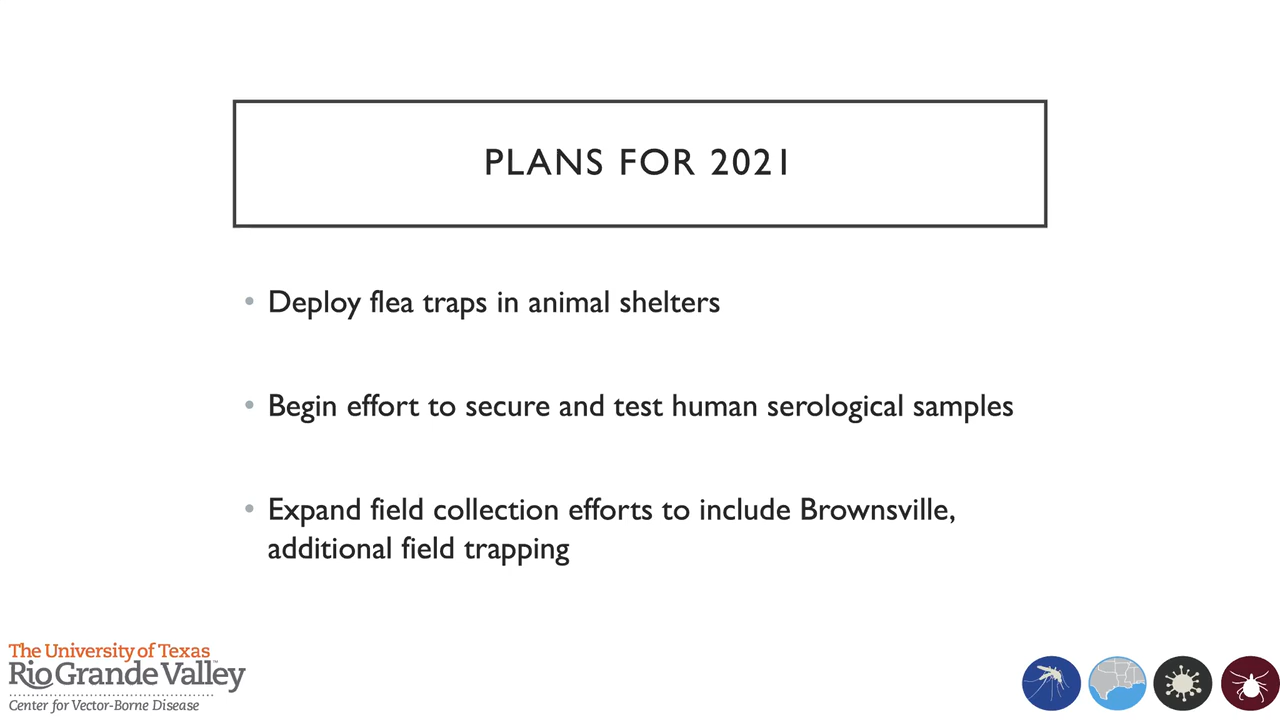 PLANS FOR 2021
• Deploy flea traps in animal shelters
• Begin effort to secure and test human serological samples
• Expand field collection efforts to include Brownsville,
additional field trapping
The University of Texas
Rio Grande Valley™
Center for Vector-Borne Disease